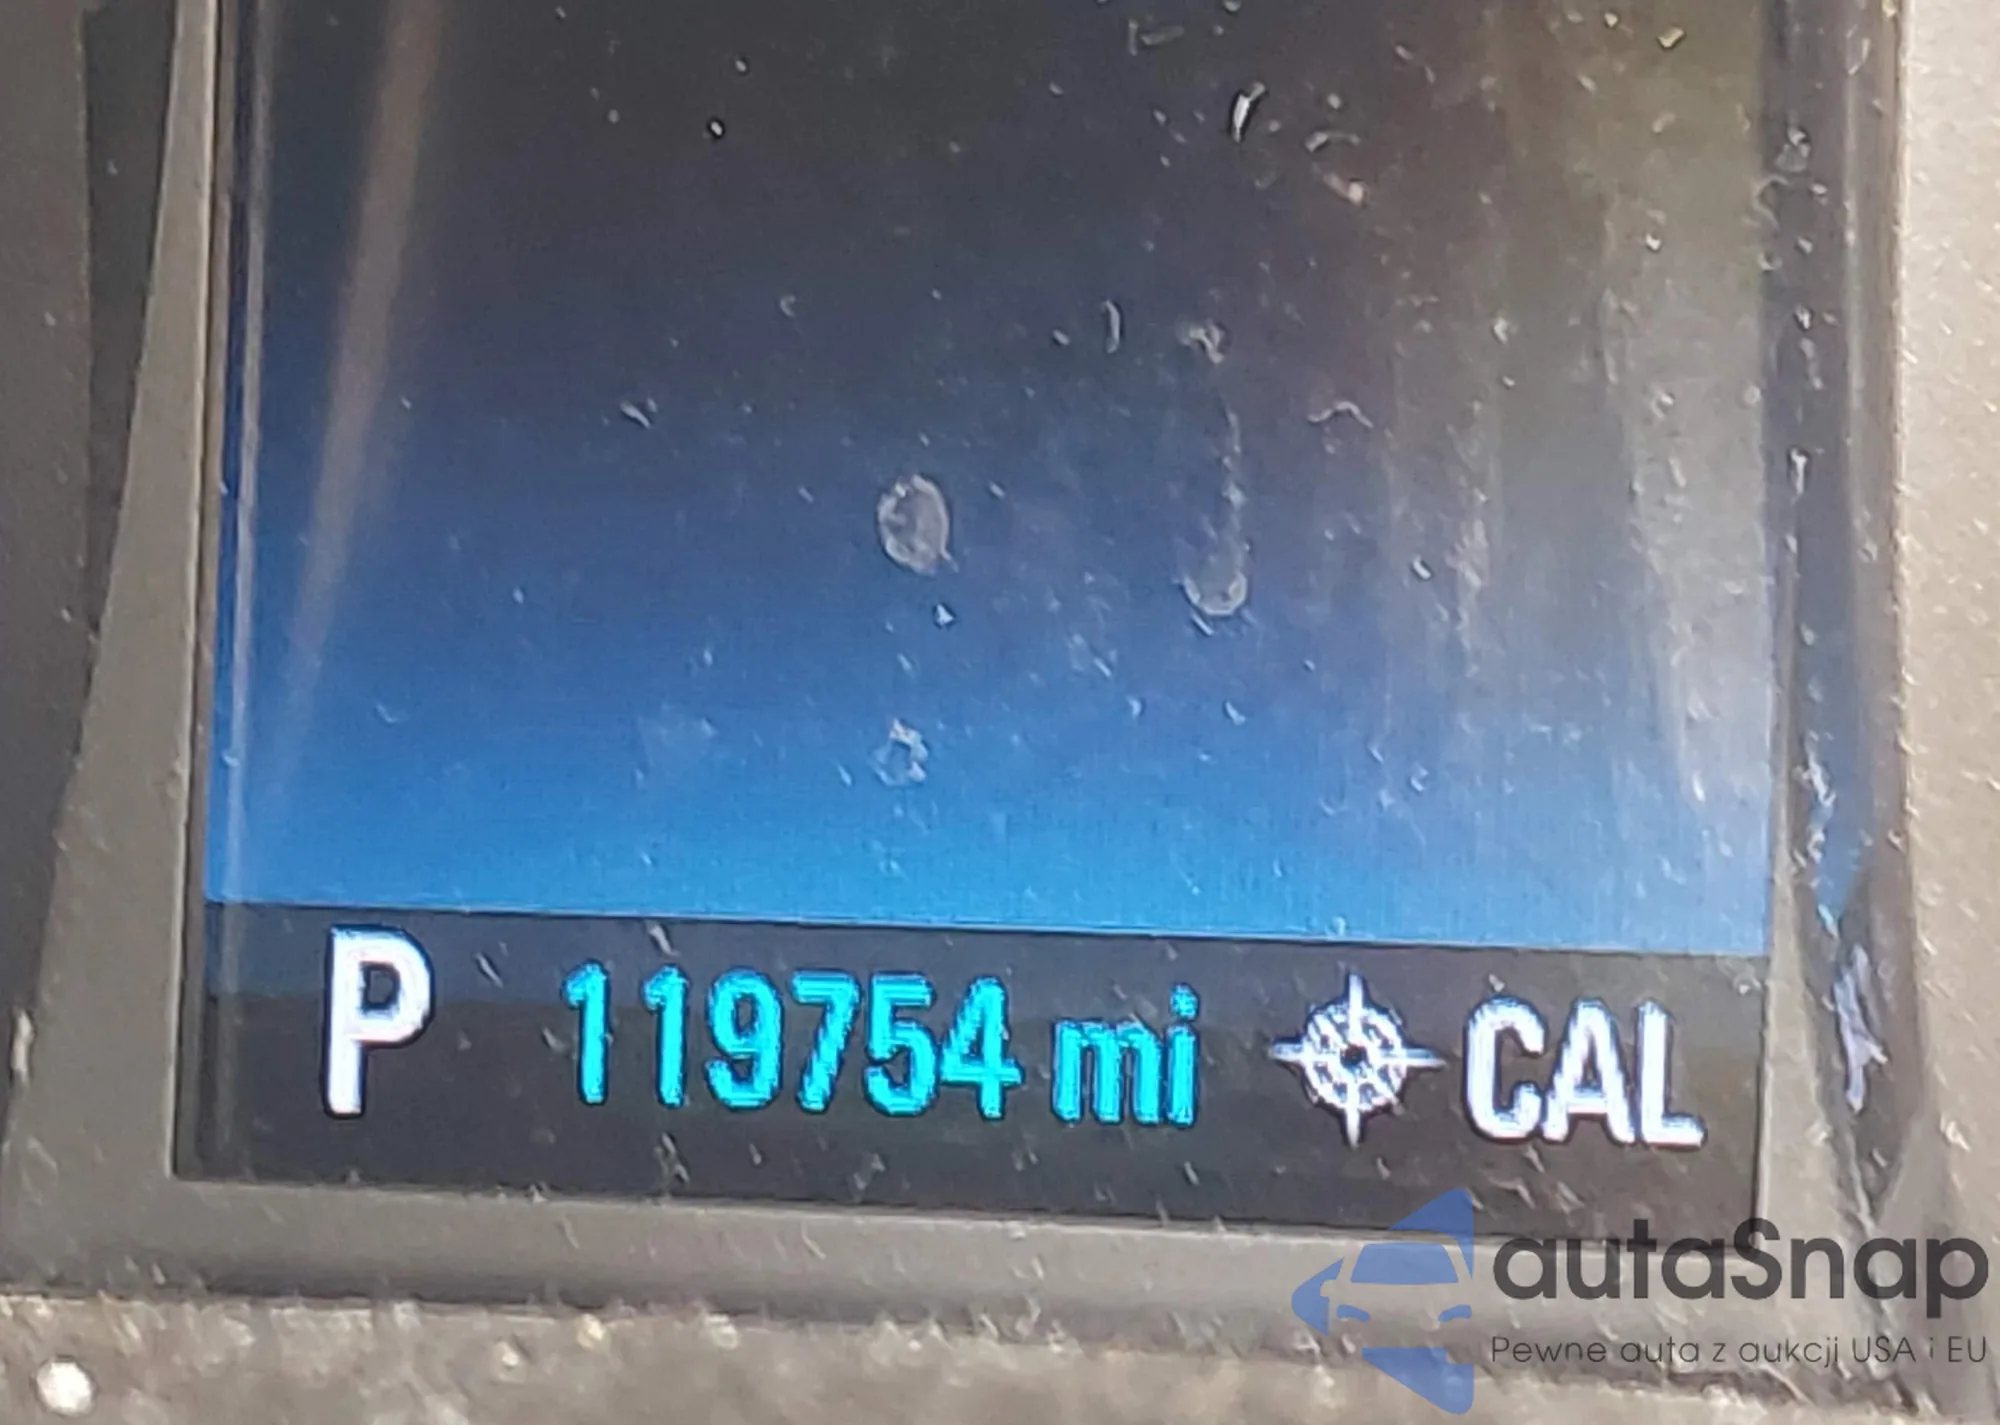 P 119754 mi CAL
autaSnap
Pewne auta z aukcji USA i EU